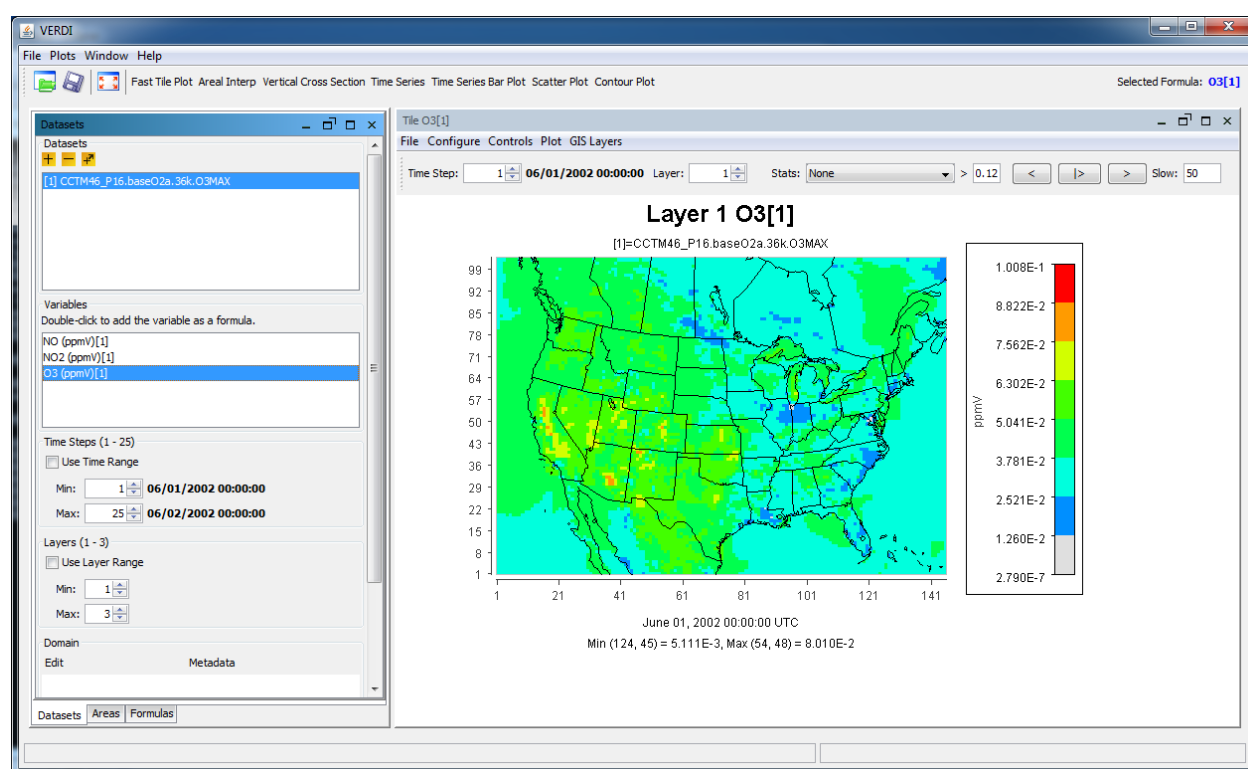 VERDI
File Plots Window Help
Fast Tile Plot Areal Interp Vertical Cross Section Time Series Time Series Bar Plot Scatter Plot Contour Plot
Selected Formula: O3[1]
Datasets
Datasets
[1] CCTM46_P16.baseO2a.36k.O3MAX
Variables
Double-click to add the variable as a formula.
NO (ppmV)[1]
NO2 (ppmV)[1]
O3 (ppmV)[1]
Time Steps (1 - 25)
Use Time Range
Min: 1 06/01/2002 00:00:00
Max: 25 06/02/2002 00:00:00
Layers (1 - 3)
Use Layer Range
Min: 1
Max: 3
Domain
Edit Metadata
Datasets Areas Formulas
Tile O3[1]
File Configure Controls Plot GIS Layers
Time Step: 1 06/01/2002 00:00:00 Layer: 1 Stats: None > 0.12 < |> > Slow: 50
Layer 1 O3[1]
[1]=CCTM46_P16.baseO2a.36k.O3MAX
99
92
85
78
71
64
57
50
43
36
29
22
15
8
1
1 21 41 61 81 101 121 141
June 01, 2002 00:00:00 UTC
Min (124, 45) = 5.111E-3, Max (54, 48) = 8.010E-2
ppmV
1.008E-1
8.822E-2
7.562E-2
6.302E-2
5.041E-2
3.781E-2
2.521E-2
1.260E-2
2.790E-7